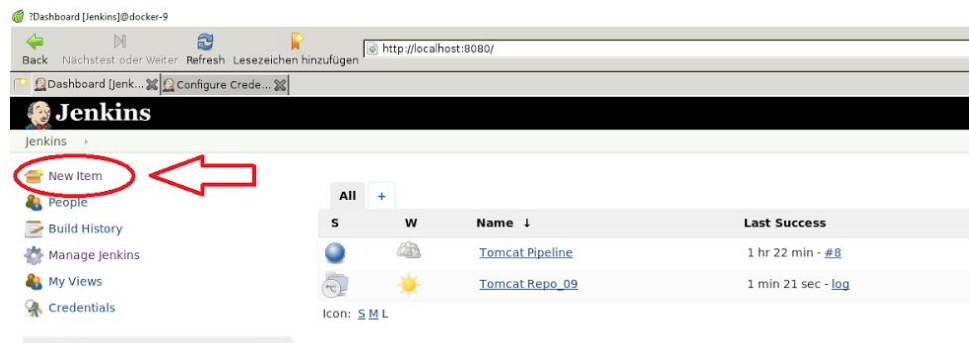 ?Dashboard [Jenkins]@docker-9
Back Nächstest oder Weiter Refresh Lesezeichen hinzufügen http://localhost:8080/
Dashboard [Jenk... Configure Crede...
Jenkins
Jenkins
New Item
People
Build History
Manage Jenkins
My Views
Credentials
All +
S W Name ↓ Last Success
Tomcat Pipeline 1 hr 22 min - #8
Tomcat Repo_09 1 min 21 sec - log
Icon: S M L